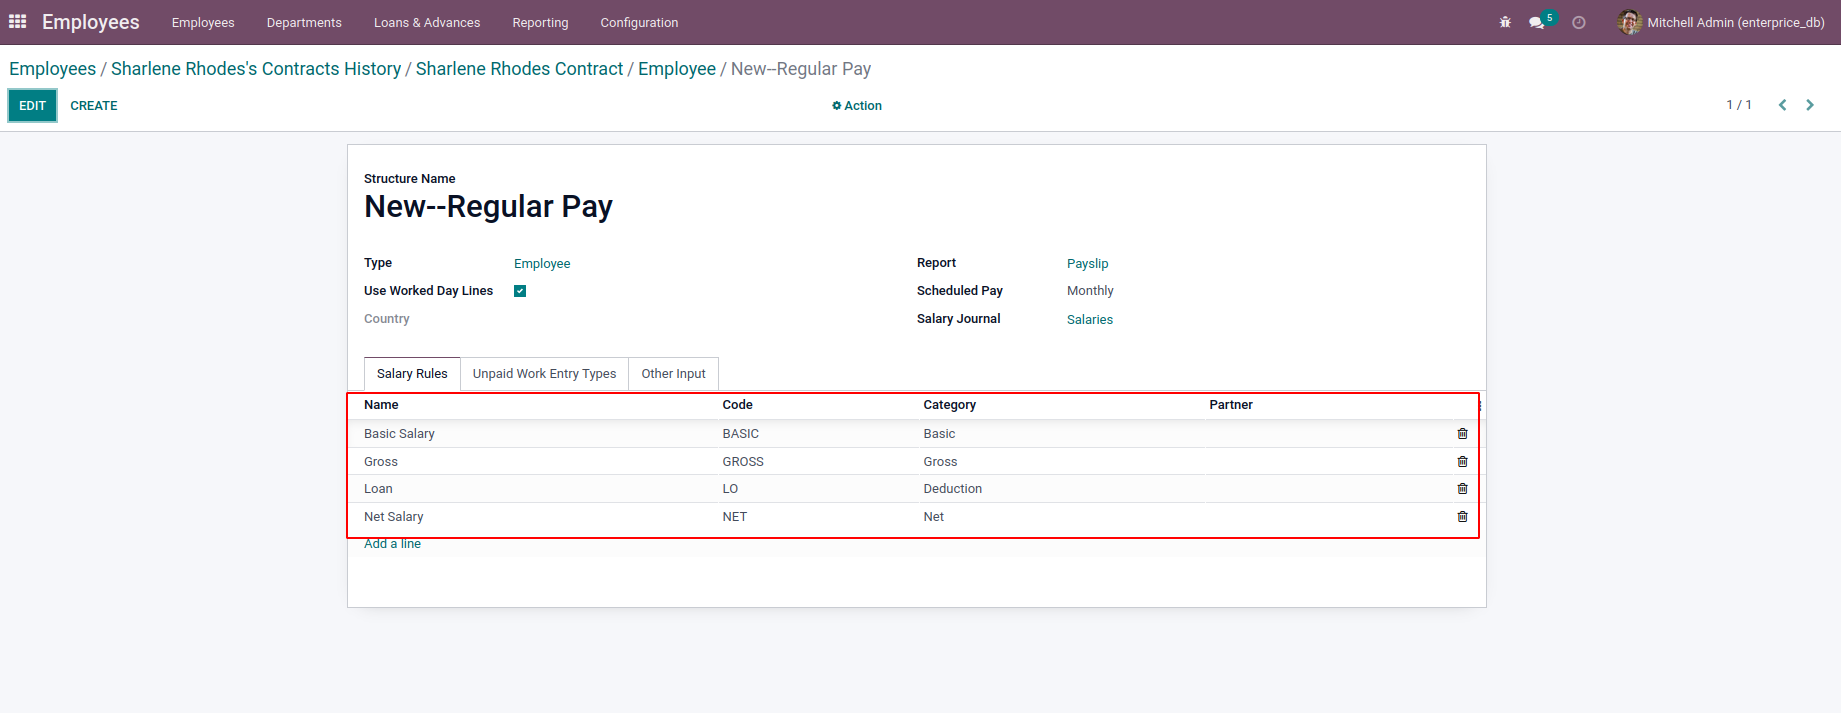 Employees Employees Departments Loans & Advances Reporting Configuration 5 Mitchell Admin (enterprice_db)
Employees / Sharlene Rhodes's Contracts History / Sharlene Rhodes Contract / Employee / New--Regular Pay
EDIT CREATE Action 1 / 1
Structure Name
New--Regular Pay
Type Employee Report Payslip
Use Worked Day Lines Scheduled Pay Monthly
Country Salary Journal Salaries
Salary Rules Unpaid Work Entry Types Other Input
Name Code Category Partner
Basic Salary BASIC Basic
Gross GROSS Gross
Loan LO Deduction
Net Salary NET Net
Add a line